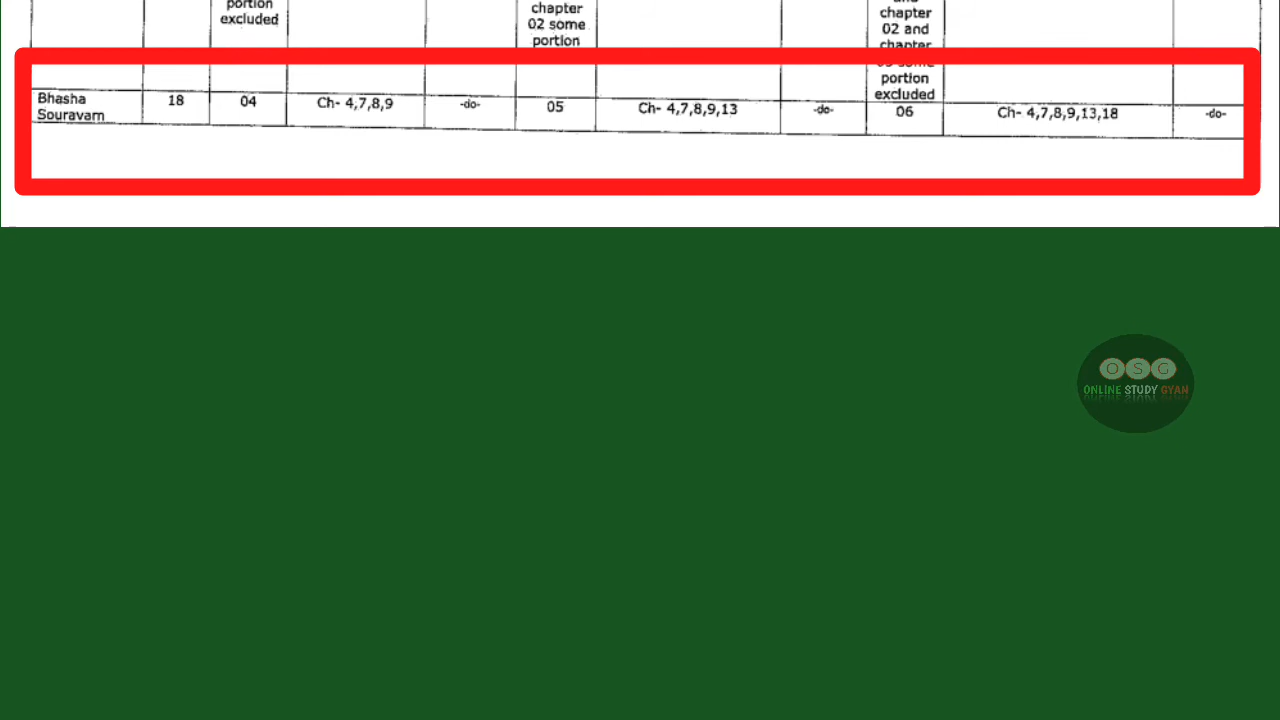 portion
excluded
chapter
02 some
portion
chapter
02 and
chapter
portion
excluded
Bhasha
Souravam
18
04
Ch- 4,7,8,9
-do-
05
Ch- 4,7,8,9,13
-do-
06
Ch- 4,7,8,9,13,18
-do-
OSG
ONLINE STUDY GYAN